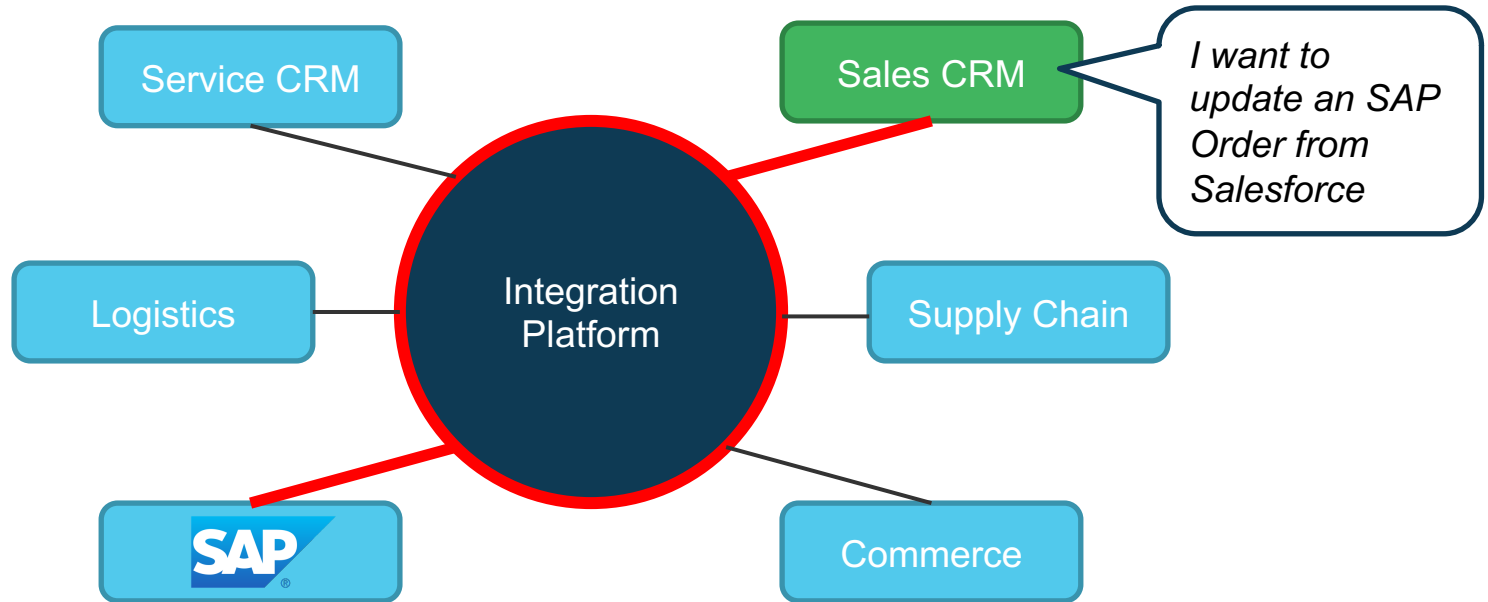 Service CRM
Sales CRM
I want to
update an SAP
Order from
Salesforce
Integration
Platform
Logistics
Supply Chain
SAP
®
Commerce